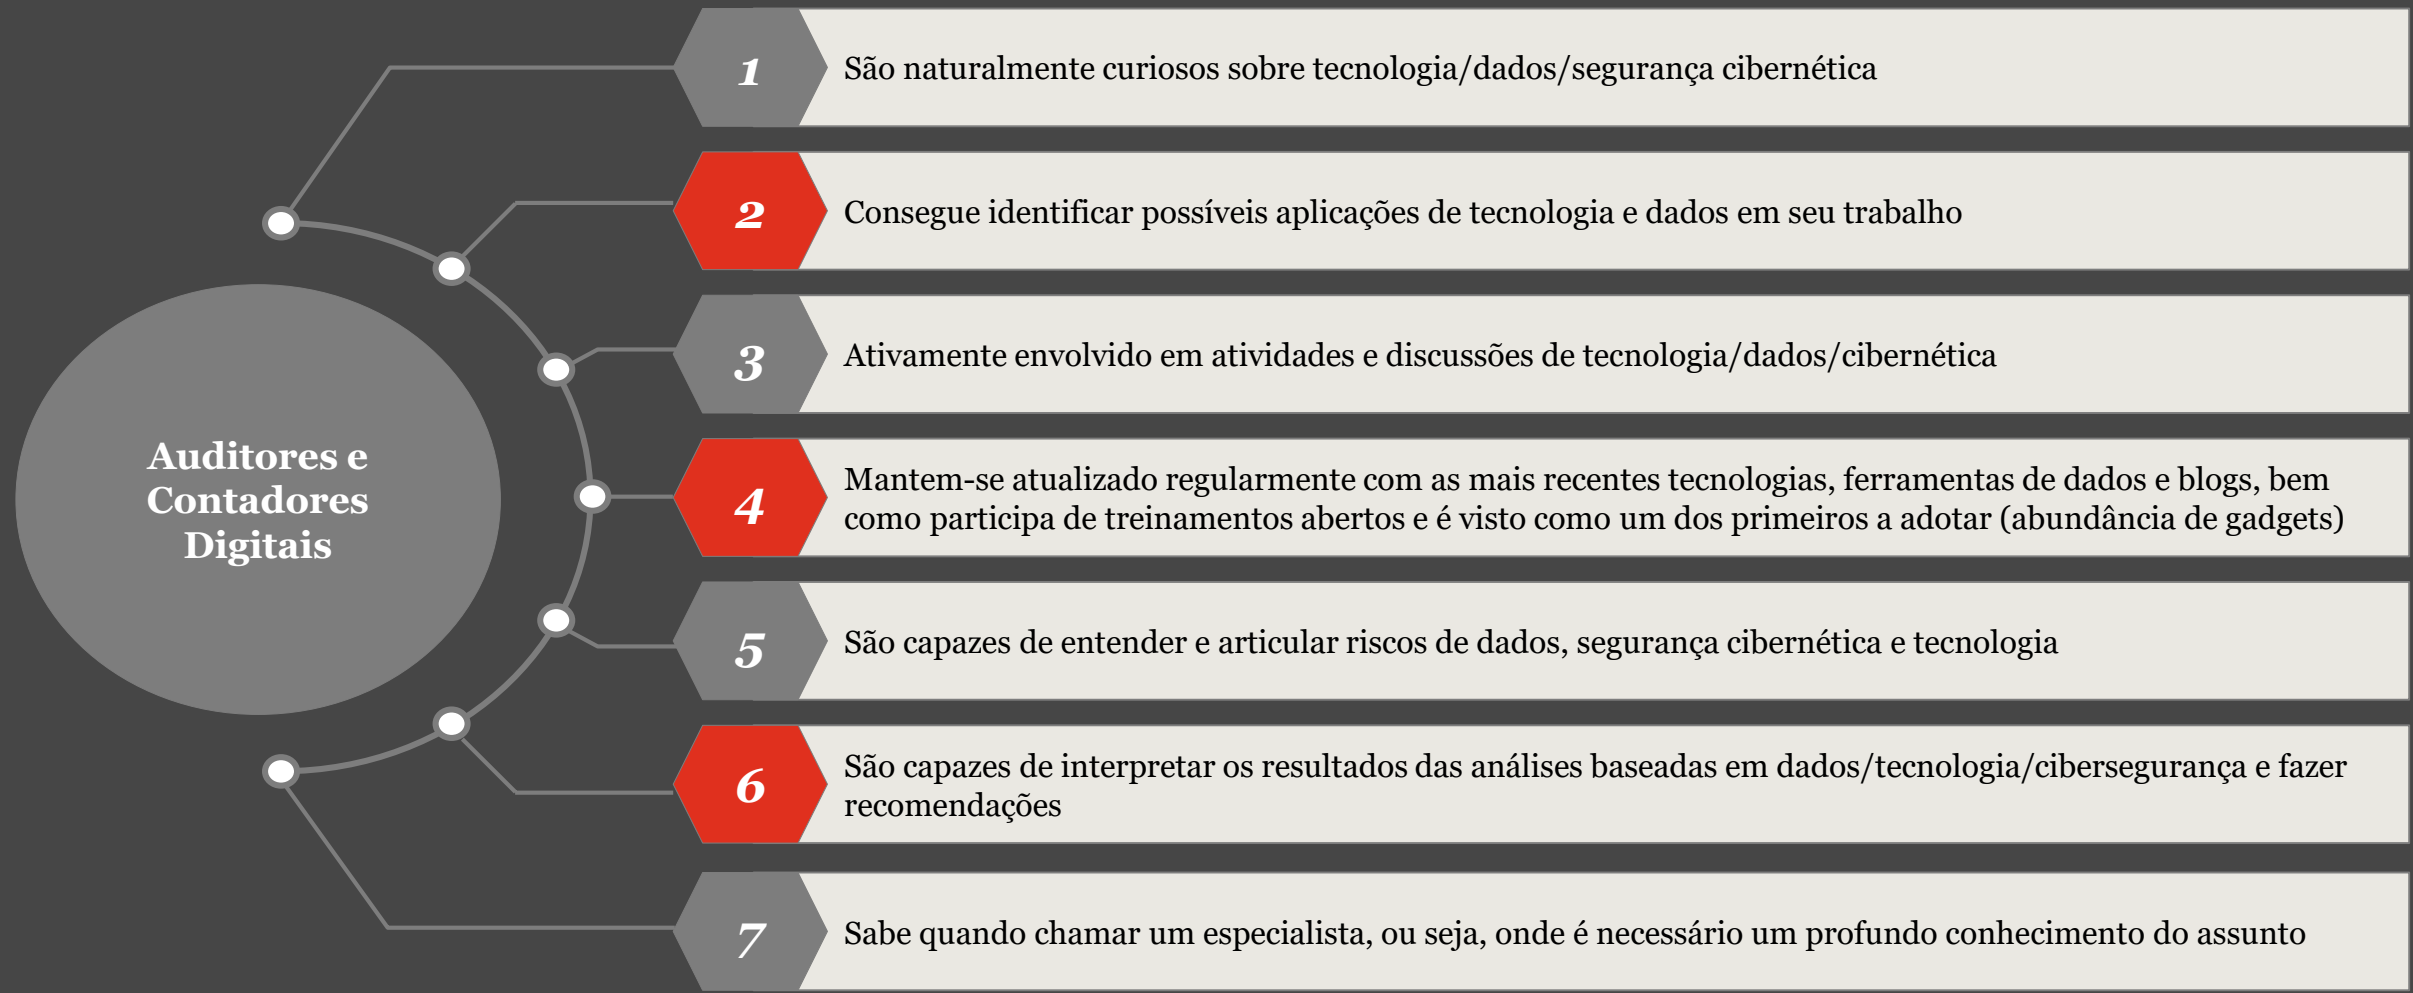 Auditores e
Contadores
Digitais
1
São naturalmente curiosos sobre tecnologia/dados/segurança cibernética
2
Consegue identificar possíveis aplicações de tecnologia e dados em seu trabalho
3
Ativamente envolvido em atividades e discussões de tecnologia/dados/cibernética
4
Mantem-se atualizado regularmente com as mais recentes tecnologias, ferramentas de dados e blogs, bem
como participa de treinamentos abertos e é visto como um dos primeiros a adotar (abundância de gadgets)
5
São capazes de entender e articular riscos de dados, segurança cibernética e tecnologia
6
São capazes de interpretar os resultados das análises baseadas em dados/tecnologia/cibersegurança e fazer
recomendações
7
Sabe quando chamar um especialista, ou seja, onde é necessário um profundo conhecimento do assunto